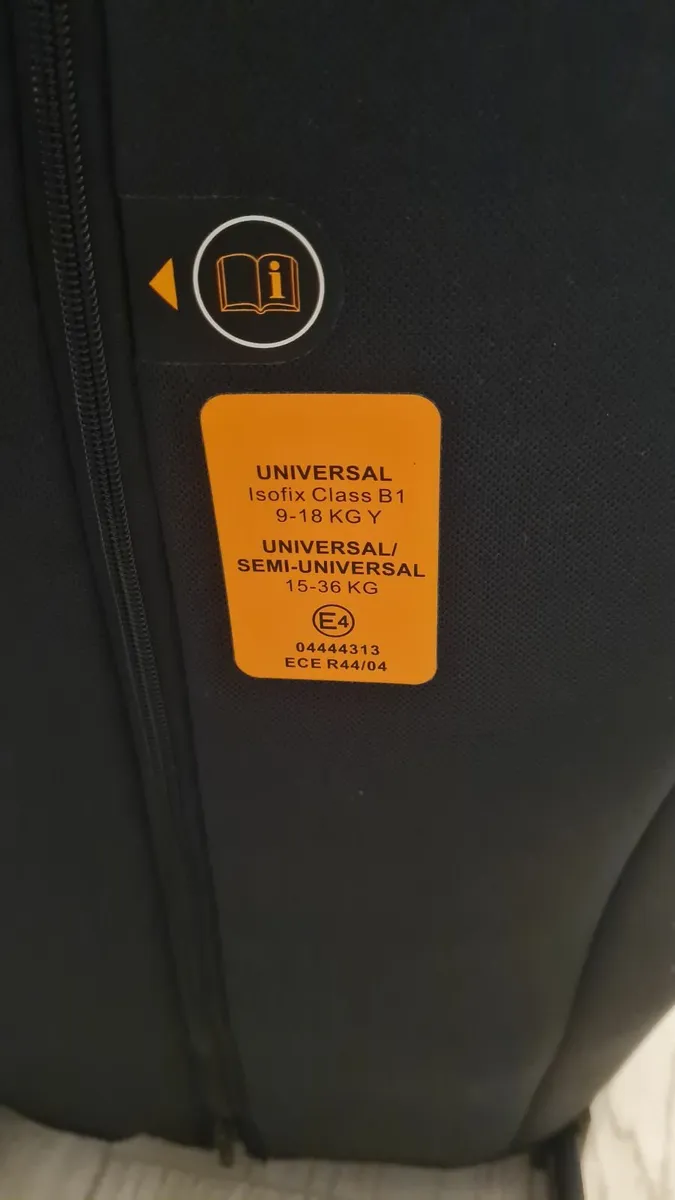 i
UNIVERSAL
Isofix Class B1
9-18 KG Y
UNIVERSAL/
SEMI-UNIVERSAL
15-36 KG
E4
04444313
ECE R44/04